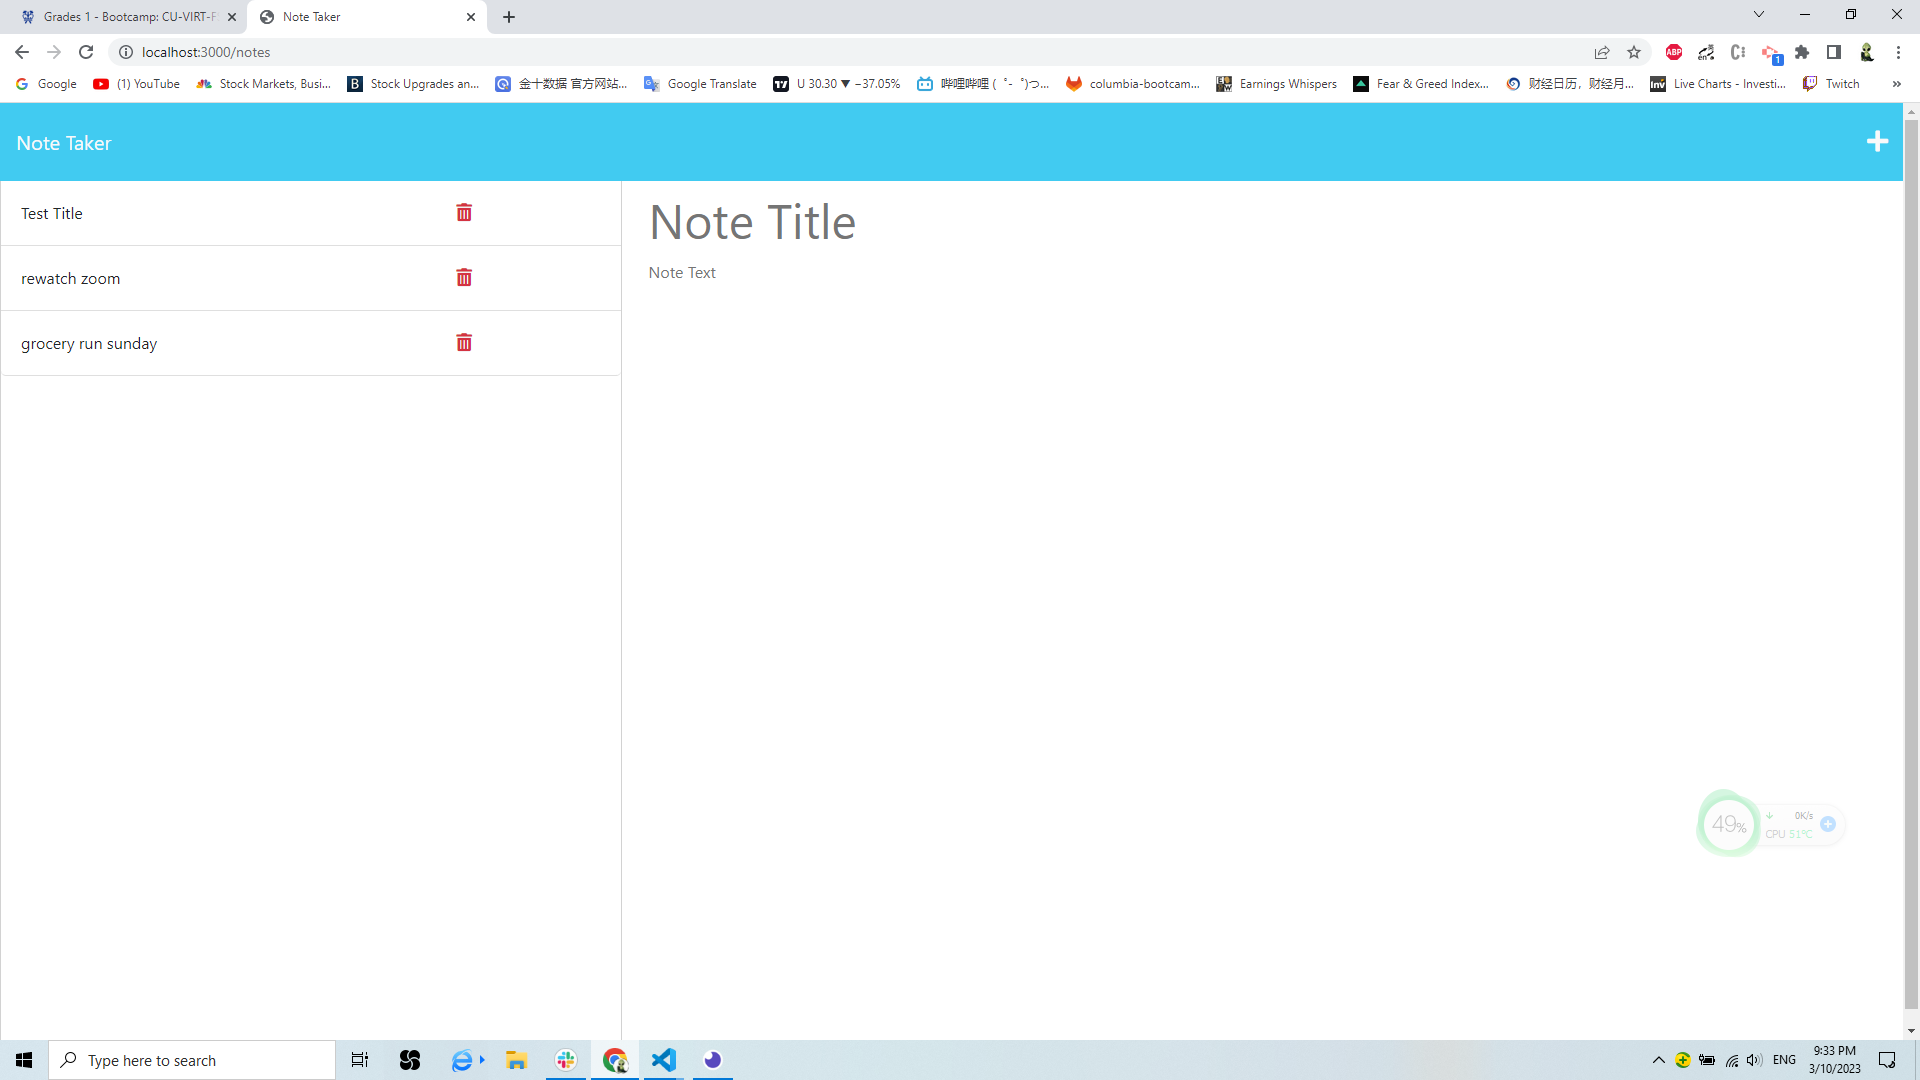 Grades 1 - Bootcamp: CU-VIRT-F
Note Taker
localhost:3000/notes
ABP
en
1
Google
(1) YouTube
Stock Markets, Busi...
B
Stock Upgrades an...
金十数据 官方网站...
Google Translate
U 30.30 ▼ −37.05%
哔哩哔哩 (゜-゜)つ...
columbia-bootcam...
Earnings Whispers
Fear & Greed Index...
财经日历，财经月...
Inv
Live Charts - Investi...
Twitch
»
Note Taker
Test Title
rewatch zoom
grocery run sunday
Note Title
Note Text
49%
0K/s
CPU 51°C
Type here to search
ENG
9:33 PM
3/10/2023